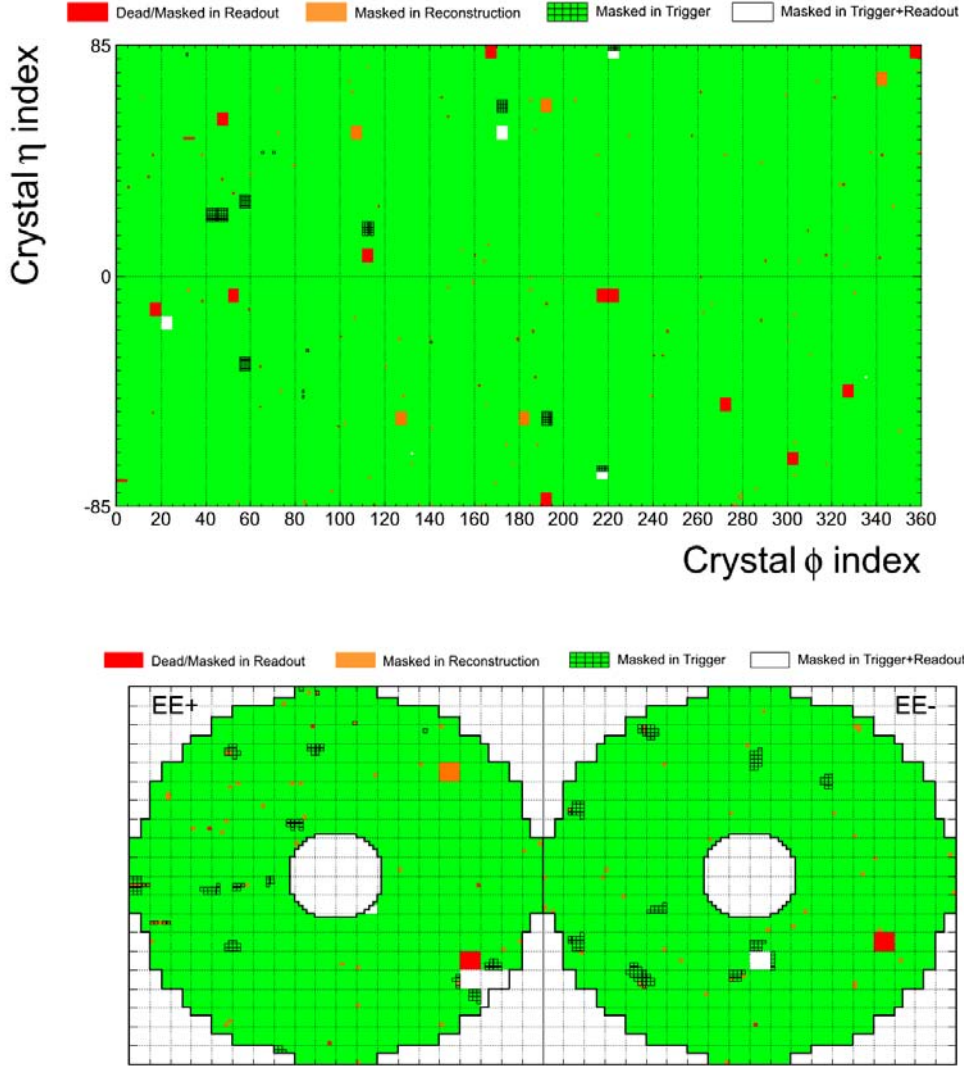 Dead/Masked in Readout Masked in Reconstruction Masked in Trigger Masked in Trigger+Readout
85
Crystal η index
0
-85
0 20 40 60 80 100 120 140 160 180 200 220 240 260 280 300 320 340 360
Crystal ϕ index
Dead/Masked in Readout Masked in Reconstruction Masked in Trigger Masked in Trigger+Readout
EE+ EE-